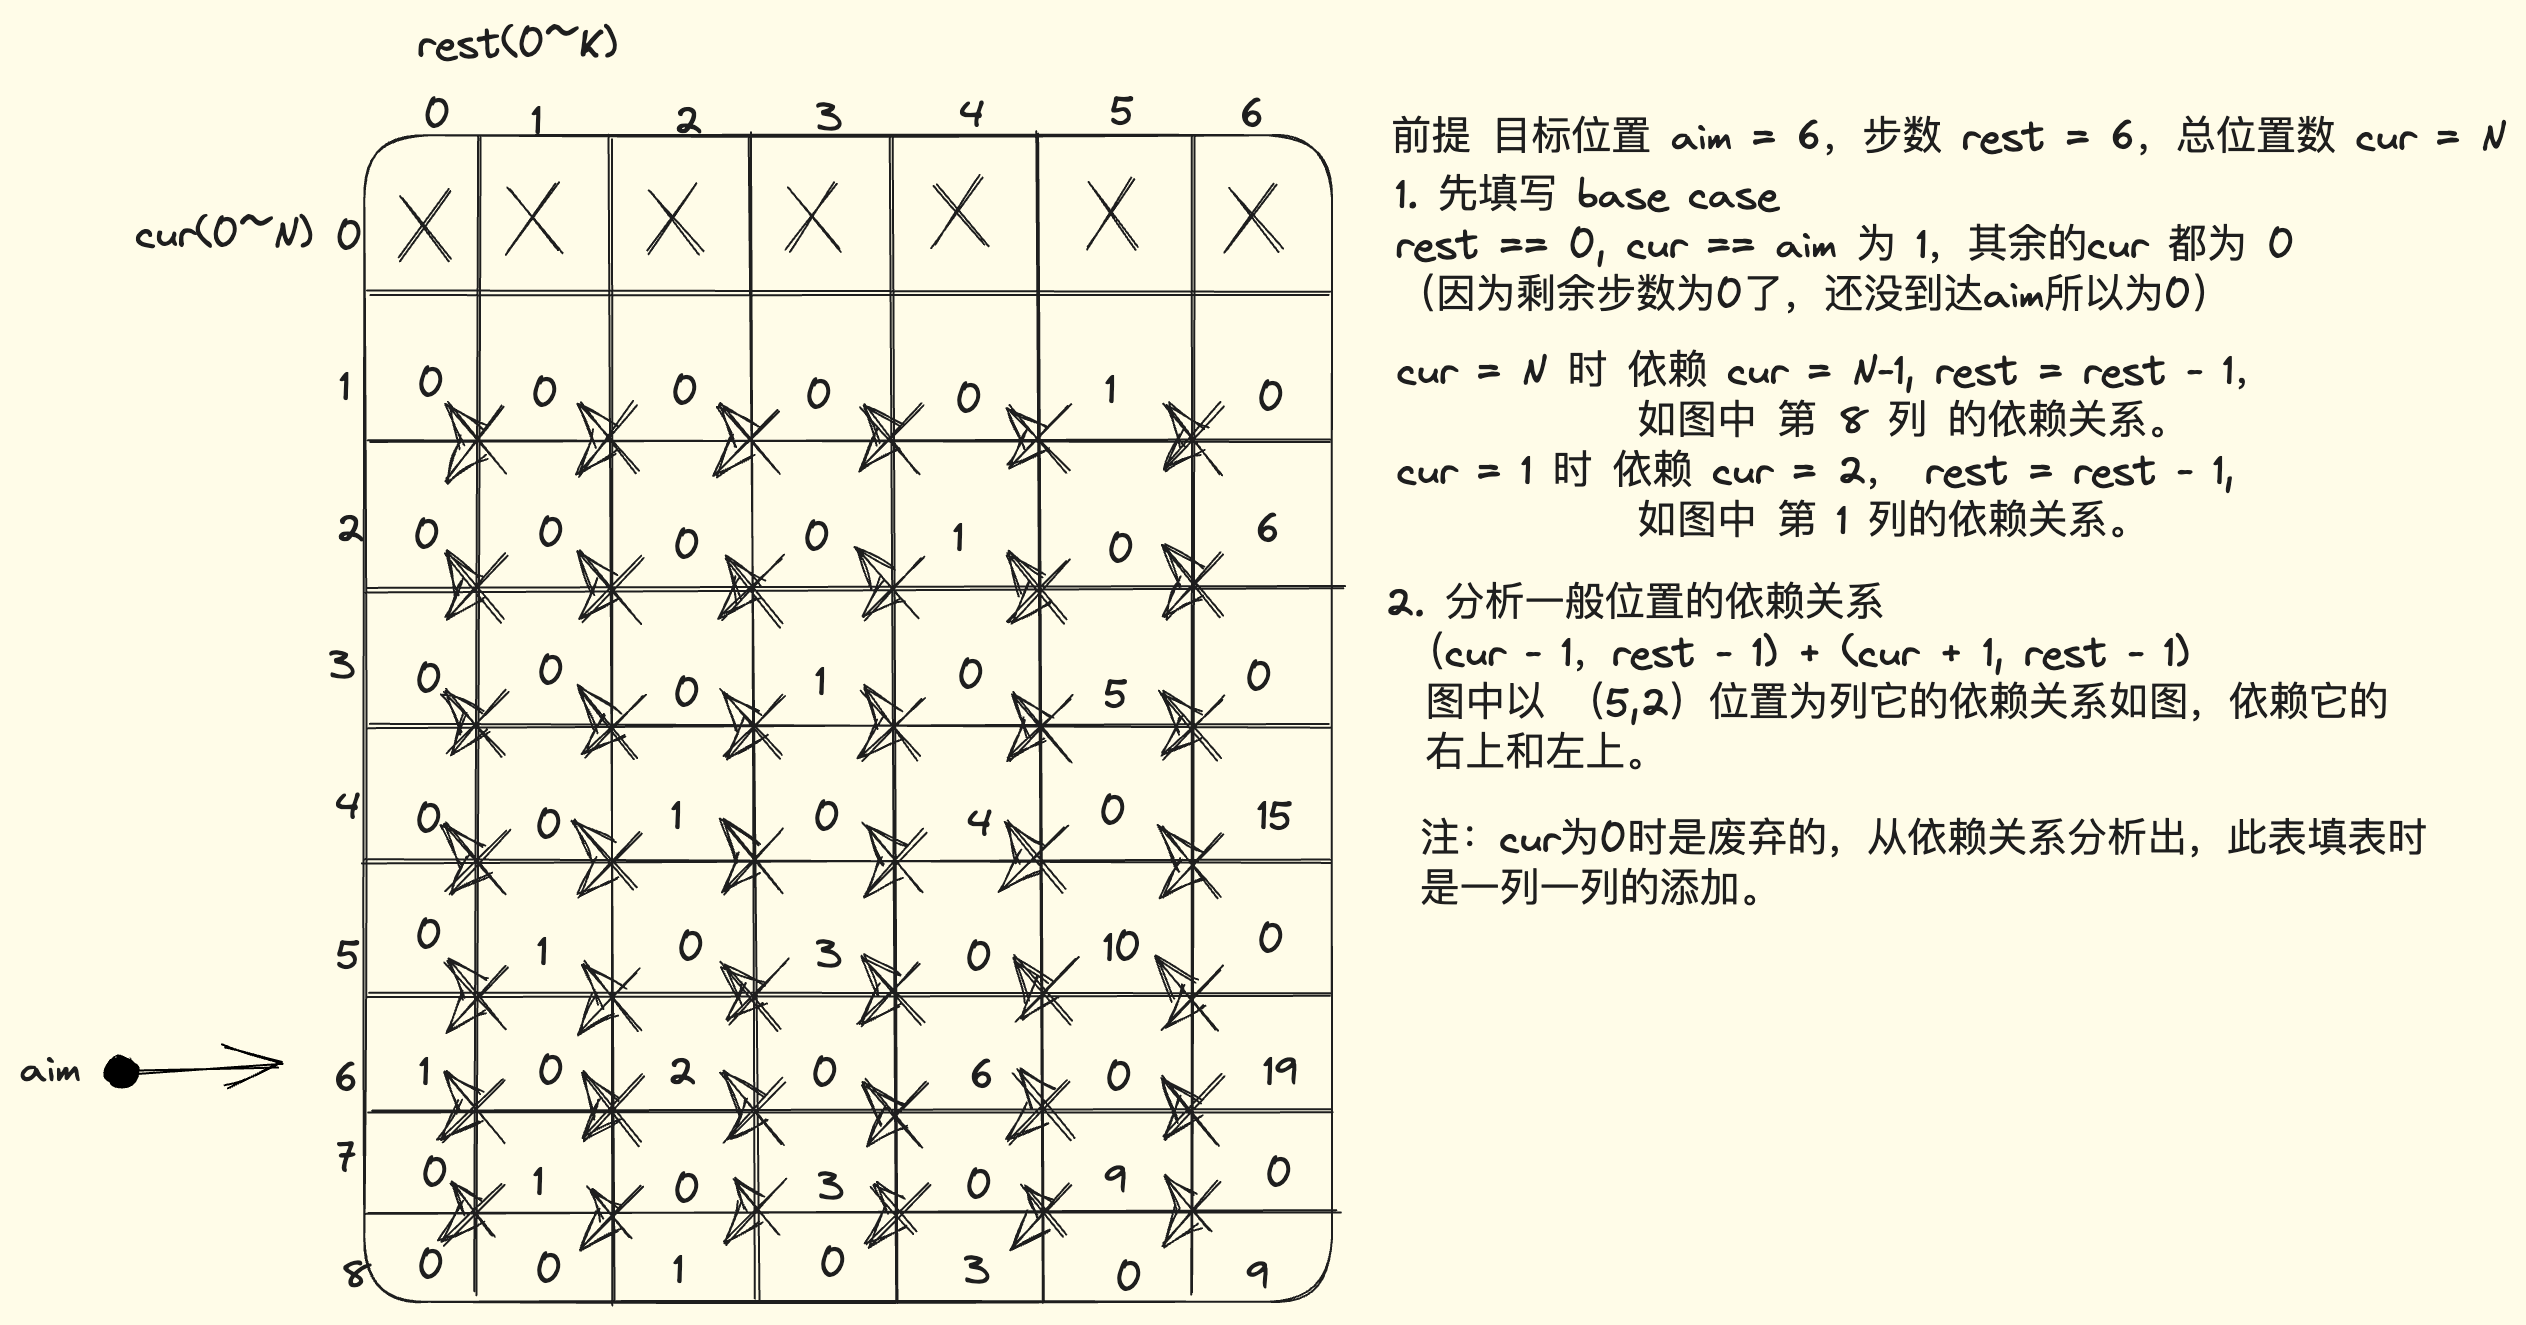 rest(0~K)
0 1 2 3 4 5 6
cur(0~N) 0
1 0 0 0 0 0 1 0
2 0 0 0 0 1 0 6
3 0 0 0 1 0 5 0
4 0 0 1 0 4 0 15
5 0 1 0 3 0 10 0
aim 6 1 0 2 0 6 0 19
7 0 1 0 3 0 9 0
8 0 0 1 0 3 0 9
前提 目标位置 aim = 6，步数 rest = 6，总位置数 cur = N
1. 先填写 base case
rest == 0, cur == aim 为 1，其余的cur 都为 0
（因为剩余步数为0了，还没到达aim所以为0）
cur = N 时 依赖 cur = N-1, rest = rest - 1,
如图中 第 8 列 的依赖关系。
cur = 1 时 依赖 cur = 2， rest = rest - 1,
如图中 第 1 列的依赖关系。
2. 分析一般位置的依赖关系
(cur - 1, rest - 1) + (cur + 1, rest - 1)
图中以 （5,2）位置为列它的依赖关系如图，依赖它的
右上和左上。
注：cur为0时是废弃的，从依赖关系分析出，此表填表时
是一列一列的添加。